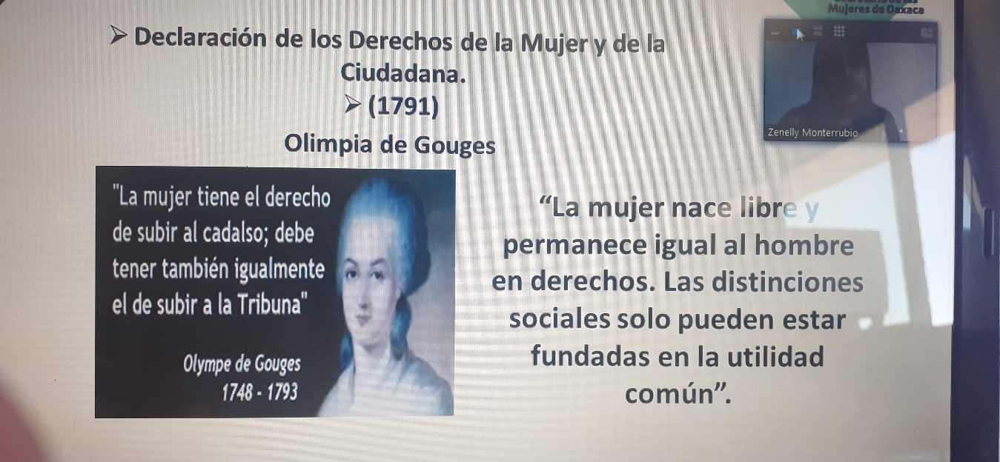 Mujeres de Oaxaca
➢ Declaración de los Derechos de la Mujer y de la
Ciudadana.
➢ (1791)
Olimpia de Gouges
Zenelly Monterrubio
"La mujer tiene el derecho
de subir al cadalso; debe
tener también igualmente
el de subir a la Tribuna"
Olympe de Gouges
1748 - 1793
“La mujer nace libre y
permanece igual al hombre
en derechos. Las distinciones
sociales solo pueden estar
fundadas en la utilidad
común”.